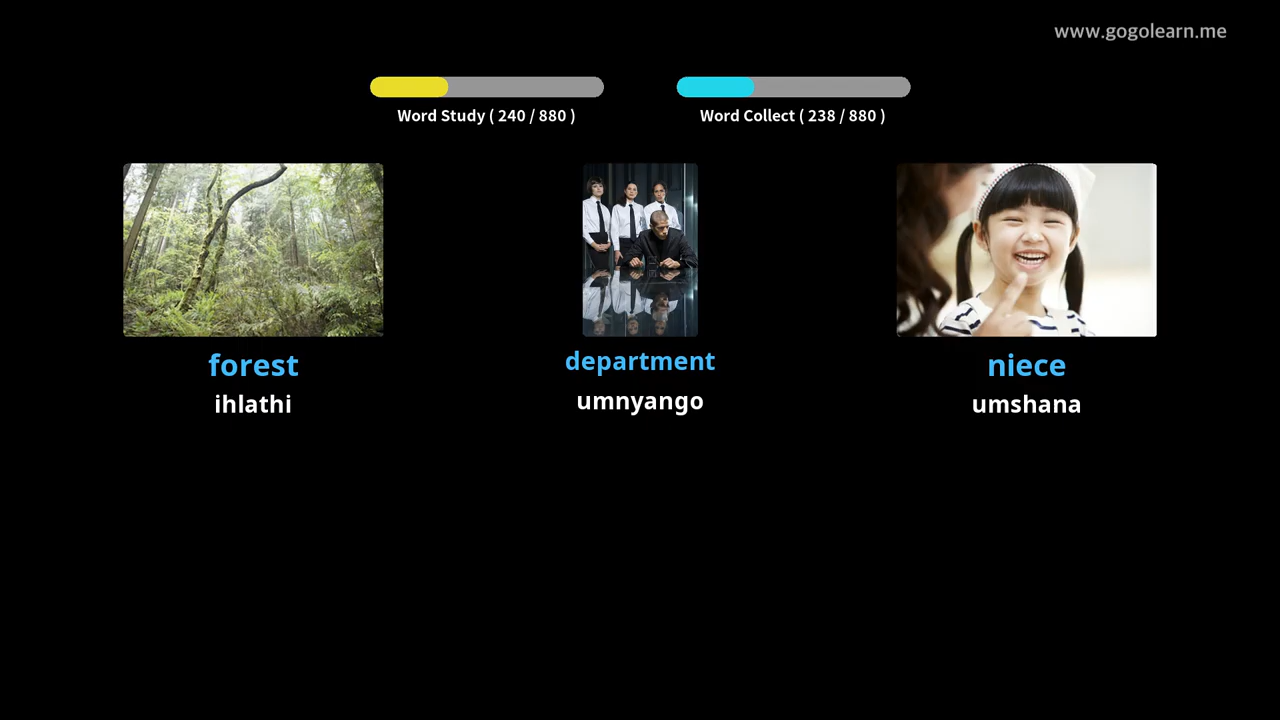 www.gogolearn.me
Word Study ( 240 / 880 )
Word Collect ( 238 / 880 )
forest
ihlathi
department
umnyango
niece
umshana